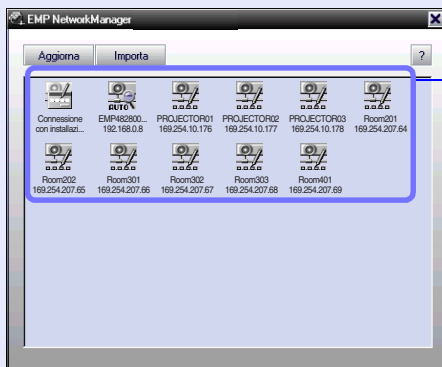 EMP NetworkManager
Aggiorna Importa ?
AUTO
Connessione EMP482800... PROJECTOR01 PROJECTOR02 PROJECTOR03 Room201
con installazi... 192.168.0.8 169.254.10.176 169.254.10.177 169.254.10.178 169.254.207.64
Room202 Room301 Room302 Room303 Room401
169.254.207.65 169.254.207.66 169.254.207.67 169.254.207.68 169.254.207.69